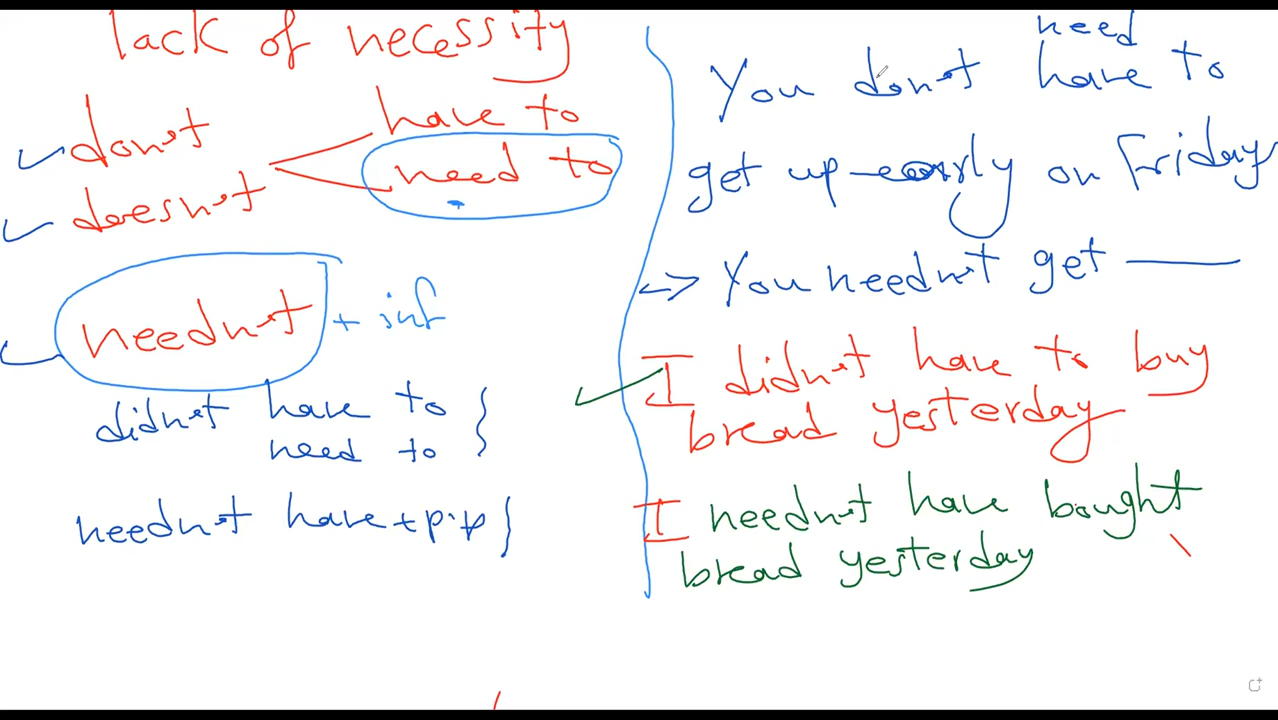 lack of necessity
don't
doesn't
have to
need to
needn't + inf
didn't have to
need to
needn't have + p.p
need
You don't have to
get up early on Friday
=> You needn't get
I didn't have to buy
bread yesterday
I needn't have bought
bread yesterday